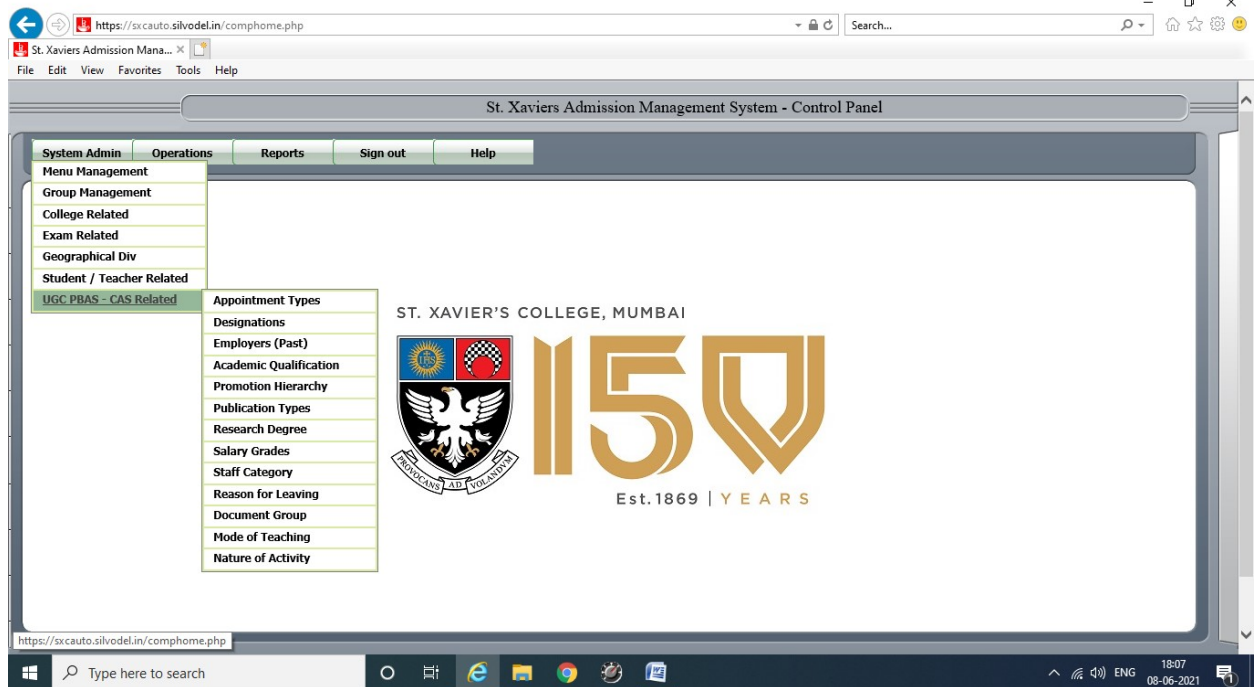 https://sxcauto.silvodel.in/comphome.php
Search...
St. Xaviers Admission Mana...
File Edit View Favorites Tools Help
St. Xaviers Admission Management System - Control Panel
System Admin Operations Reports Sign out Help
Menu Management
Group Management
College Related
Exam Related
Geographical Div
Student / Teacher Related
UGC PBAS - CAS Related
Appointment Types
Designations
Employers (Past)
Academic Qualification
Promotion Hierarchy
Publication Types
Research Degree
Salary Grades
Staff Category
Reason for Leaving
Document Group
Mode of Teaching
Nature of Activity
ST. XAVIER'S COLLEGE, MUMBAI
IHS
150
PROVOCANS AD VOLANDVM
Est.1869 | YEARS
https://sxcauto.silvodel.in/comphome.php
Type here to search
ENG
18:07
08-06-2021
1